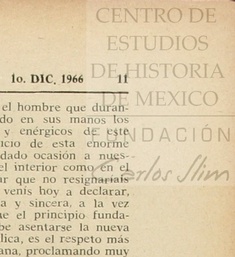 CENTRO DE
ESTUDIOS
DE HISTORIA
DE MEXICO
FUNDACIÓN
Carlos Slim
1o. DIC. 1966 11
el hombre que duran-
do en sus manos los
y enérgicos de este
icio de esta enorme
dado ocasión a nues-
el interior como en el
ar que no resignaríais
venís hoy a declarar,
a y sincera, a la vez
ue el principio funda-
be asentarse la nueva
lica, es el respeto más
ana, proclamando muy